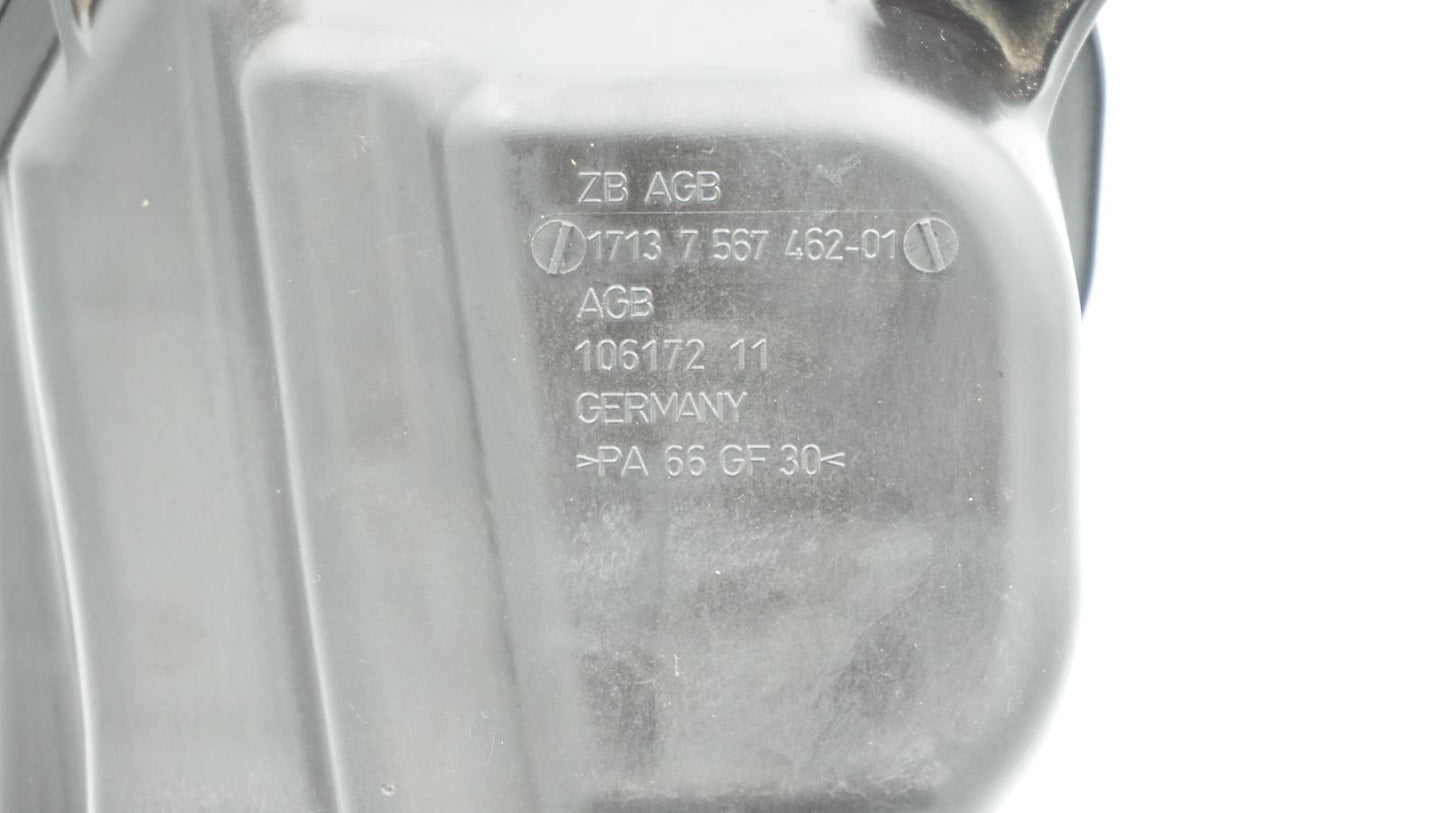 ZB AGB
1713 7 567 462-01
AGB
106172 11
GERMANY
>PA 66 GF 30<